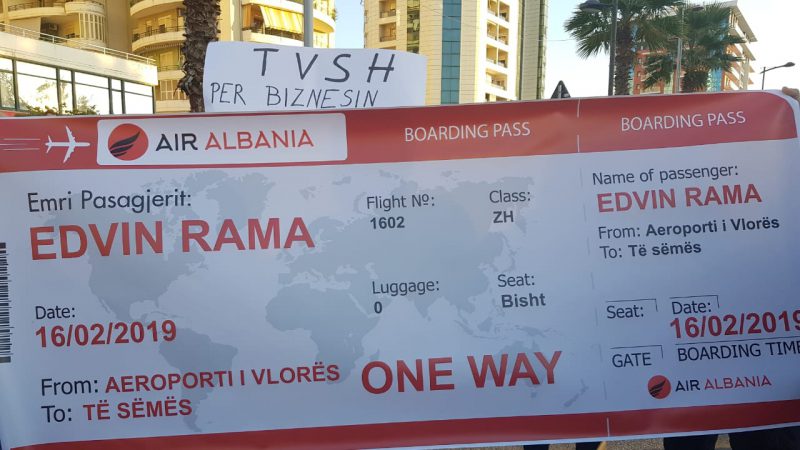 TVSH
PER BIZNESIN
AIR ALBANIA
BOARDING PASS
Emri Pasagjerit:
EDVIN RAMA
Flight Nº:
1602
Class:
ZH
Date:
16/02/2019
Luggage:
0
Seat:
Bisht
From: AEROPORTI I VLORËS
To: TË SËMËS
ONE WAY
BOARDING PASS
Name of passenger:
EDVIN RAMA
From: Aeroporti i Vlorës
To: Të sëmës
Seat:
Date:
16/02/2019
GATE
BOARDING TIME
AIR ALBANIA